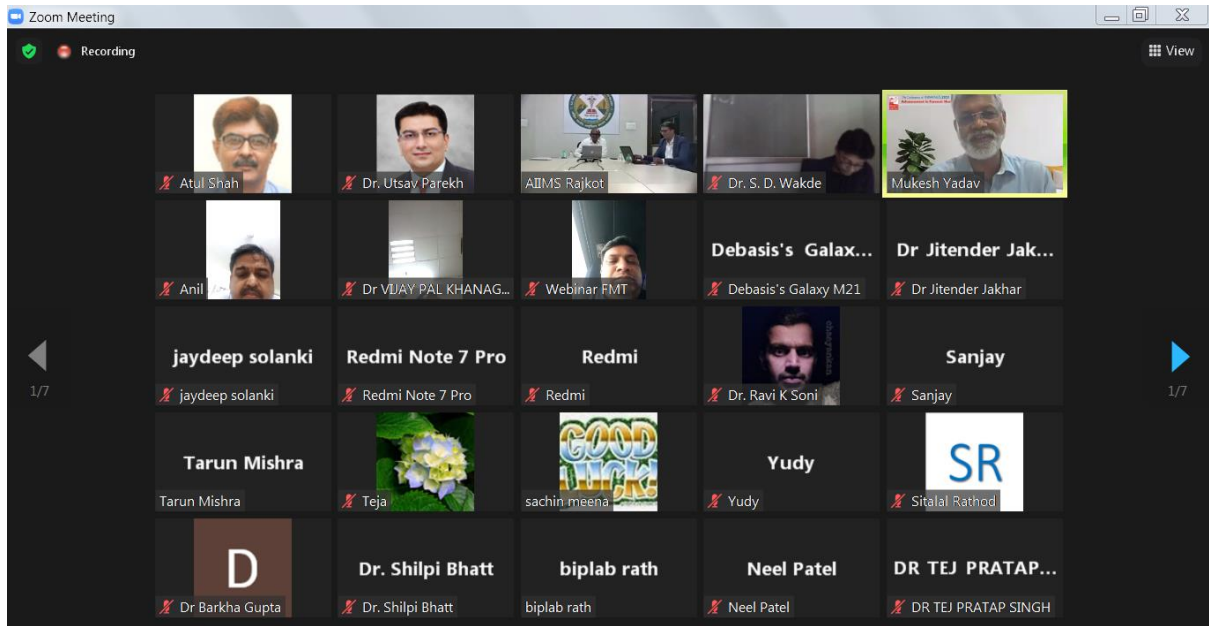 Zoom Meeting
Recording
View
Atul Shah
Dr. Utsav Parekh
AIIMS Rajkot
Dr. S. D. Wakde
Mukesh Yadav
Anil
Dr VIJAY PAL KHANAG...
Webinar FMT
Debasis's Galax...
Debasis's Galaxy M21
Dr Jitender Jak...
Dr Jitender Jakhar
1/7
jaydeep solanki
jaydeep solanki
Redmi Note 7 Pro
Redmi Note 7 Pro
Redmi
Redmi
Dr. Ravi K Soni
Sanjay
Sanjay
1/7
Tarun Mishra
Tarun Mishra
Teja
GOOD
LUCK!
sachin meena
Yudy
Yudy
SR
Sitalal Rathod
D
Dr Barkha Gupta
Dr. Shilpi Bhatt
Dr. Shilpi Bhatt
biplab rath
biplab rath
Neel Patel
Neel Patel
DR TEJ PRATAP...
DR TEJ PRATAP SINGH